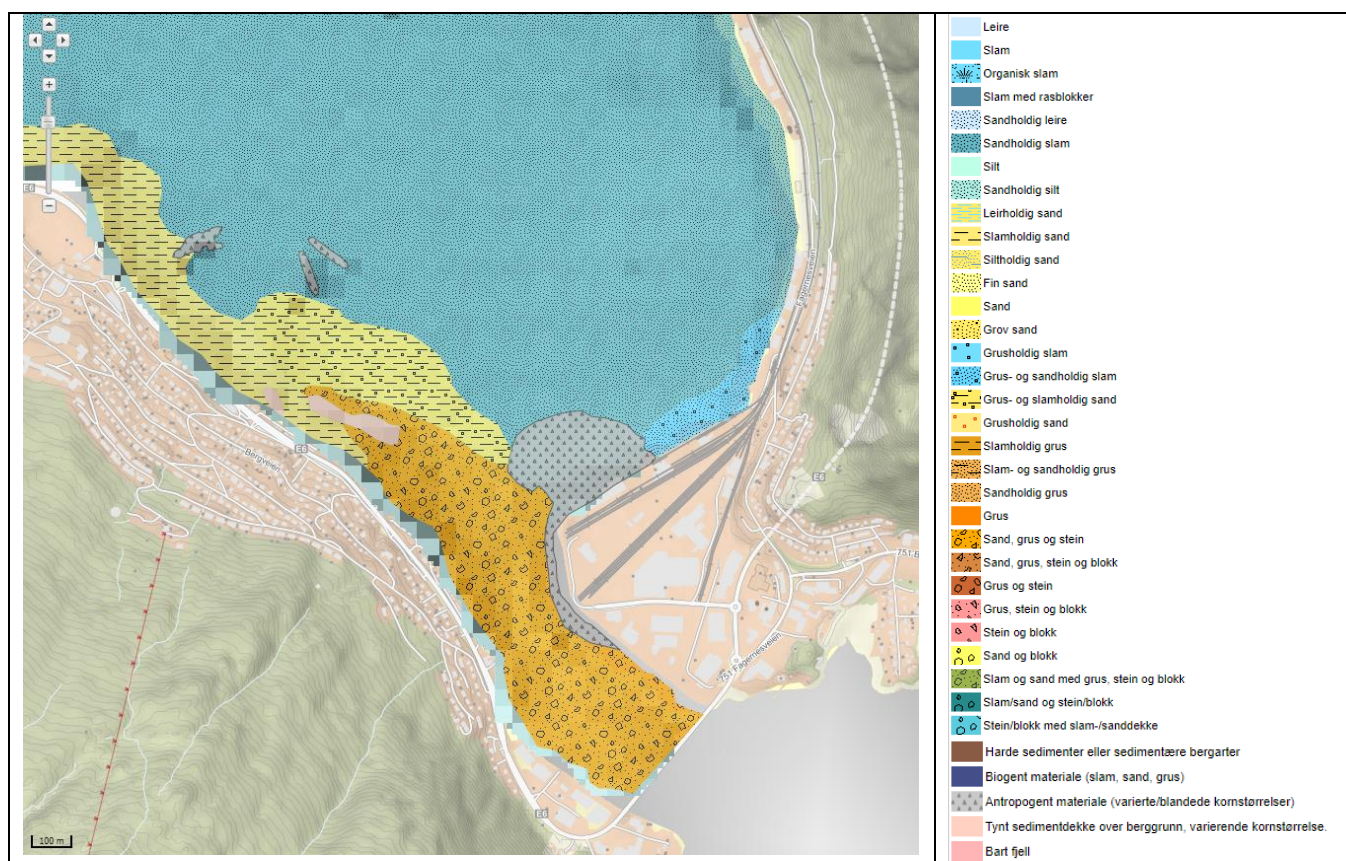 E6
Fagernesveien
E6
Bergveien
E6
751 B
751 Fagernesveien
E6
100 m
Leire
Slam
Organisk slam
Slam med rasblokker
Sandholdig leire
Sandholdig slam
Silt
Sandholdig silt
Leirholdig sand
Slamholdig sand
Siltholdig sand
Fin sand
Sand
Grov sand
Grusholdig slam
Grus- og sandholdig slam
Grus- og slamholdig sand
Grusholdig sand
Slamholdig grus
Slam- og sandholdig grus
Sandholdig grus
Grus
Sand, grus og stein
Sand, grus, stein og blokk
Grus og stein
Grus, stein og blokk
Stein og blokk
Sand og blokk
Slam og sand med grus, stein og blokk
Slam/sand og stein/blokk
Stein/blokk med slam-/sanddekke
Harde sedimenter eller sedimentære bergarter
Biogent materiale (slam, sand, grus)
Antropogent materiale (varierte/blandede kornstørrelser)
Tynt sedimentdekke over berggrunn, varierende kornstørrelse.
Bart fjell